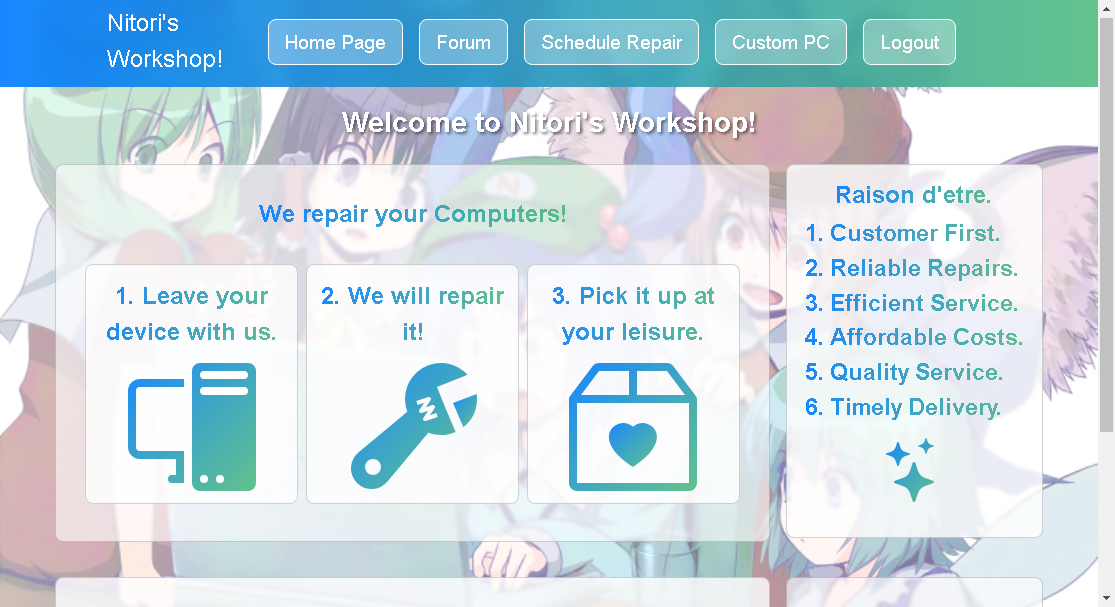 Nitori's
Workshop!
Home Page
Forum
Schedule Repair
Custom PC
Logout
Welcome to Nitori's Workshop!
We repair your Computers!
1. Leave your
device with us.
2. We will repair
it!
3. Pick it up at
your leisure.
Raison d'etre.
1. Customer First.
2. Reliable Repairs.
3. Efficient Service.
4. Affordable Costs.
5. Quality Service.
6. Timely Delivery.